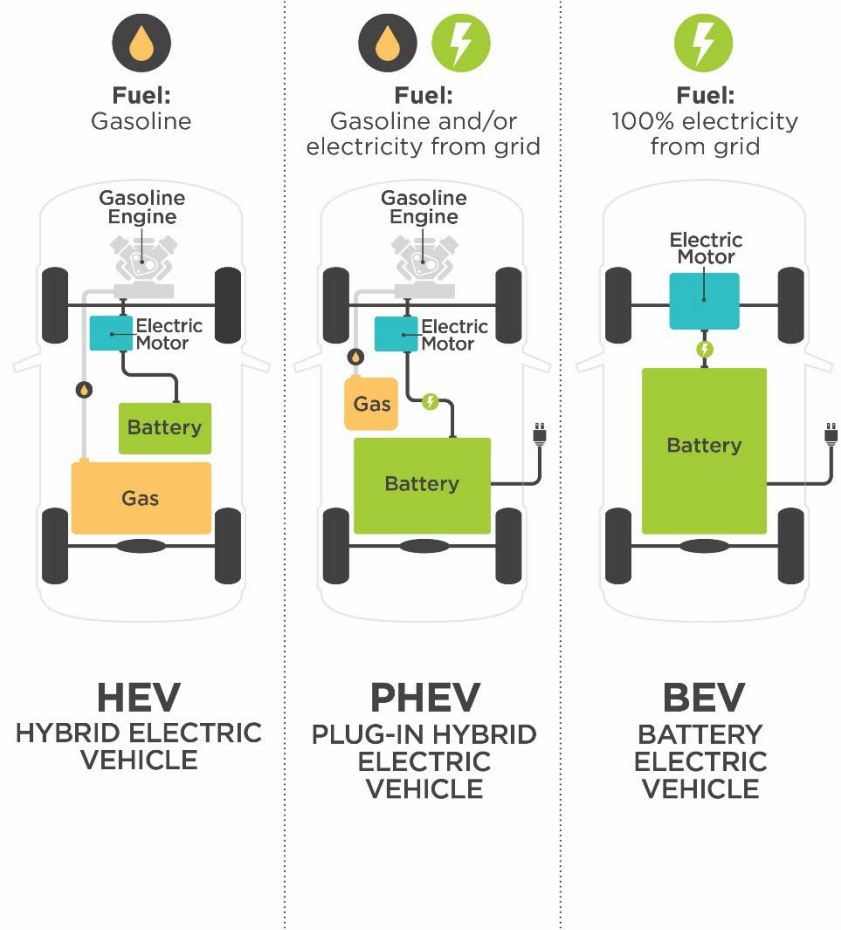 Fuel:
Gasoline
Gasoline
Engine
Electric
Motor
Battery
Gas
HEV
HYBRID ELECTRIC
VEHICLE
Fuel:
Gasoline and/or
electricity from grid
Gasoline
Engine
Electric
Motor
Gas
Battery
PHEV
PLUG-IN HYBRID
ELECTRIC
VEHICLE
Fuel:
100% electricity
from grid
Electric
Motor
Battery
BEV
BATTERY
ELECTRIC
VEHICLE